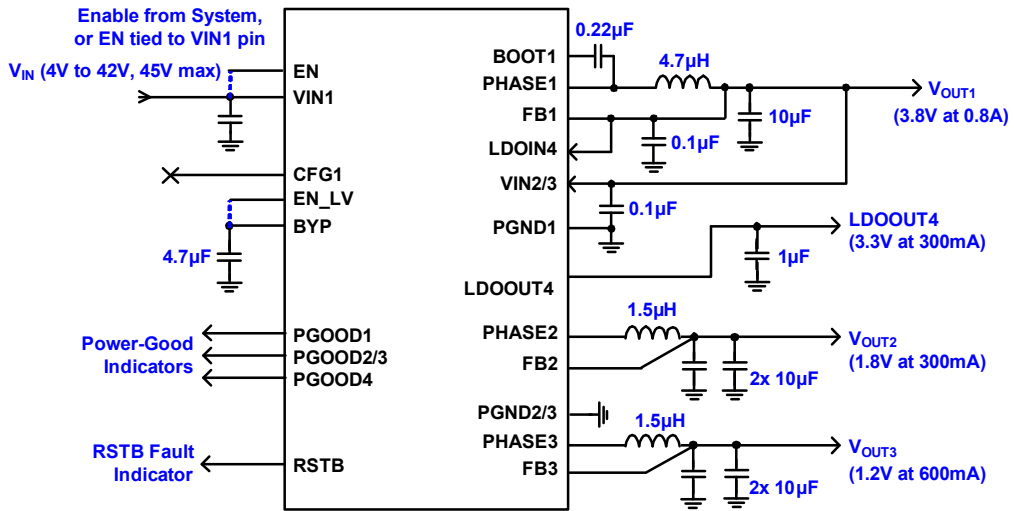 Enable from System,
or EN tied to VIN1 pin
VIN (4V to 42V, 45V max)
EN
VIN1
CFG1
EN_LV
BYP
4.7µF
Power-Good
Indicators
PGOOD1
PGOOD2/3
PGOOD4
RSTB Fault
Indicator
RSTB
BOOT1
0.22µF
PHASE1
4.7µH
FB1
LDOIN4
0.1µF
10µF
VOUT1
(3.8V at 0.8A)
VIN2/3
0.1µF
PGND1
LDOOUT4
1µF
LDOOUT4
(3.3V at 300mA)
PHASE2
1.5µH
FB2
2x 10µF
VOUT2
(1.8V at 300mA)
PGND2/3
PHASE3
1.5µH
FB3
2x 10µF
VOUT3
(1.2V at 600mA)